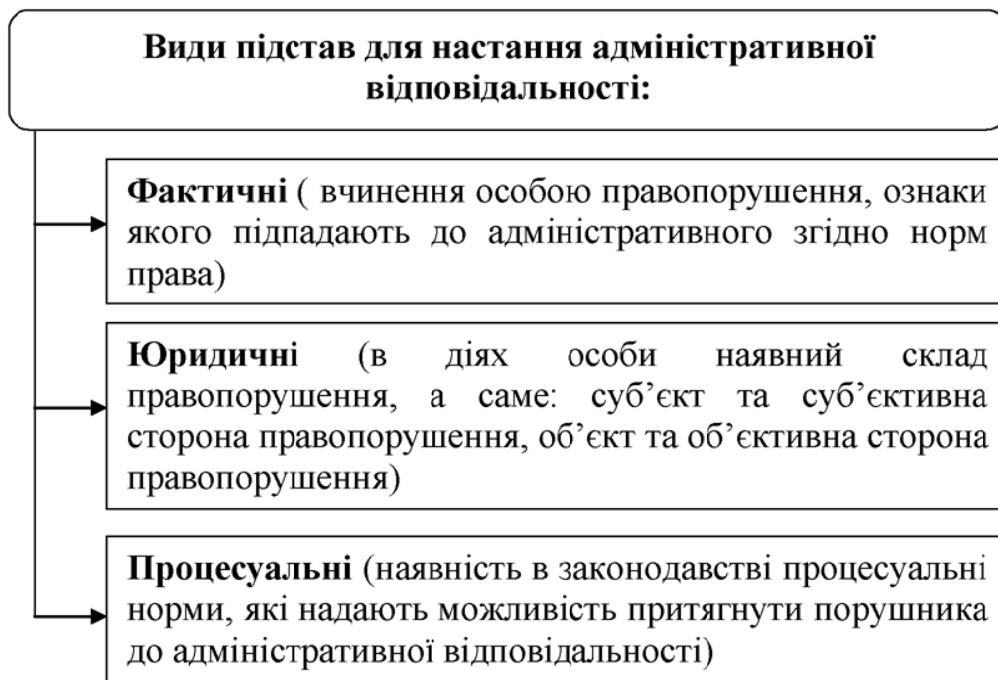 Види підстав для настання адміністративної
відповідальності:
Фактичні ( вчинення особою правопорушення, ознаки
якого підпадають до адміністративного згідно норм
права)
Юридичні (в діях особи наявний склад
правопорушення, а саме: суб’єкт та суб’єктивна
сторона правопорушення, об’єкт та об’єктивна сторона
правопорушення)
Процесуальні (наявність в законодавстві процесуальні
норми, які надають можливість притягнути порушника
до адміністративної відповідальності)